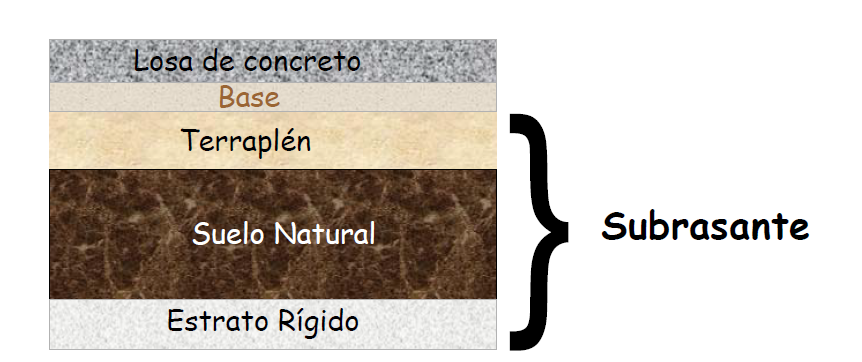 Losa de concreto
Base
Terraplén
Suelo Natural
Subrasante
Estrato Rígido